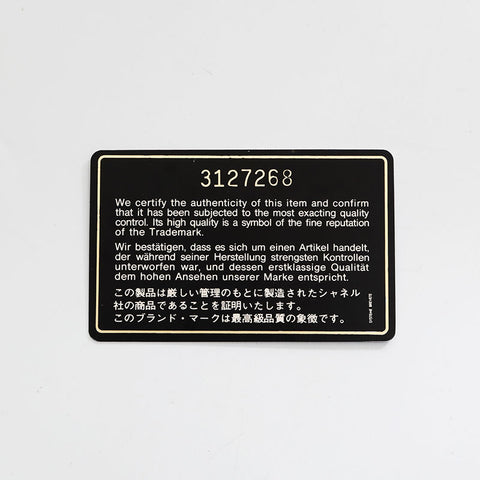 3127268
We certify the authenticity of this item and confirm
that it has been subjected to the most exacting quality
control. Its high quality is a symbol of the fine reputation
of the Trademark.
Wir bestätigen, dass es sich um einen Artikel handelt,
der während seiner Herstellung strengsten Kontrollen
unterworfen war, und dessen erstklassige Qualität
dem hohen Ansehen unserer Marke entspricht.
この製品は厳しい管理のもとに製造されたシャネル
社の商品であることを証明いたします。
このブランド・マークは最高級品質の象徴です。